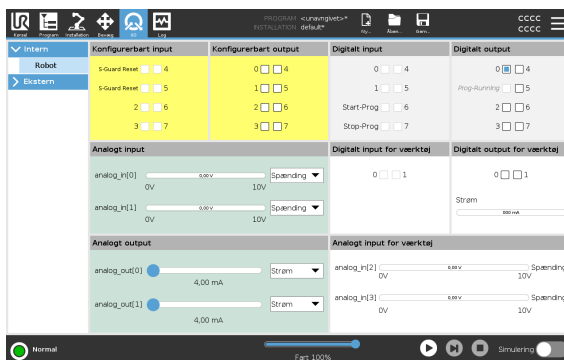 PROGRAM <unavngivet>*
INSTALLATION default*
CCCC
CCCC
Kørsel Program Installation Bevæg I/O Log
Ny... Åben... Gem...
Intern
Robot
Ekstern
Konfigurerbart input
S-Guard Reset 4
S-Guard Reset 5
2 6
3 7
Konfigurerbart output
0 4
1 5
2 6
3 7
Digitalt input
0 4
1 5
Start-Prog 6
Stop-Prog 7
Digitalt output
0 4
Prog-Running 5
2 6
3 7
Analogt input
analog_in[0] 0,00 V Spænding
0V 10V
analog_in[1] 0,00 V Spænding
0V 10V
Digitalt input for værktøj
0 1
Digitalt output for værktøj
0 1
Strøm
000 mA
Analogt output
analog_out[0] Strøm
4,00 mA
analog_out[1] Strøm
4,00 mA
Analogt input for værktøj
analog_in[2] 0,00 V Spænding
0V 10V
analog_in[3] 0,00 V Spænding
0V 10V
Normal
Fart 100%
Simulering